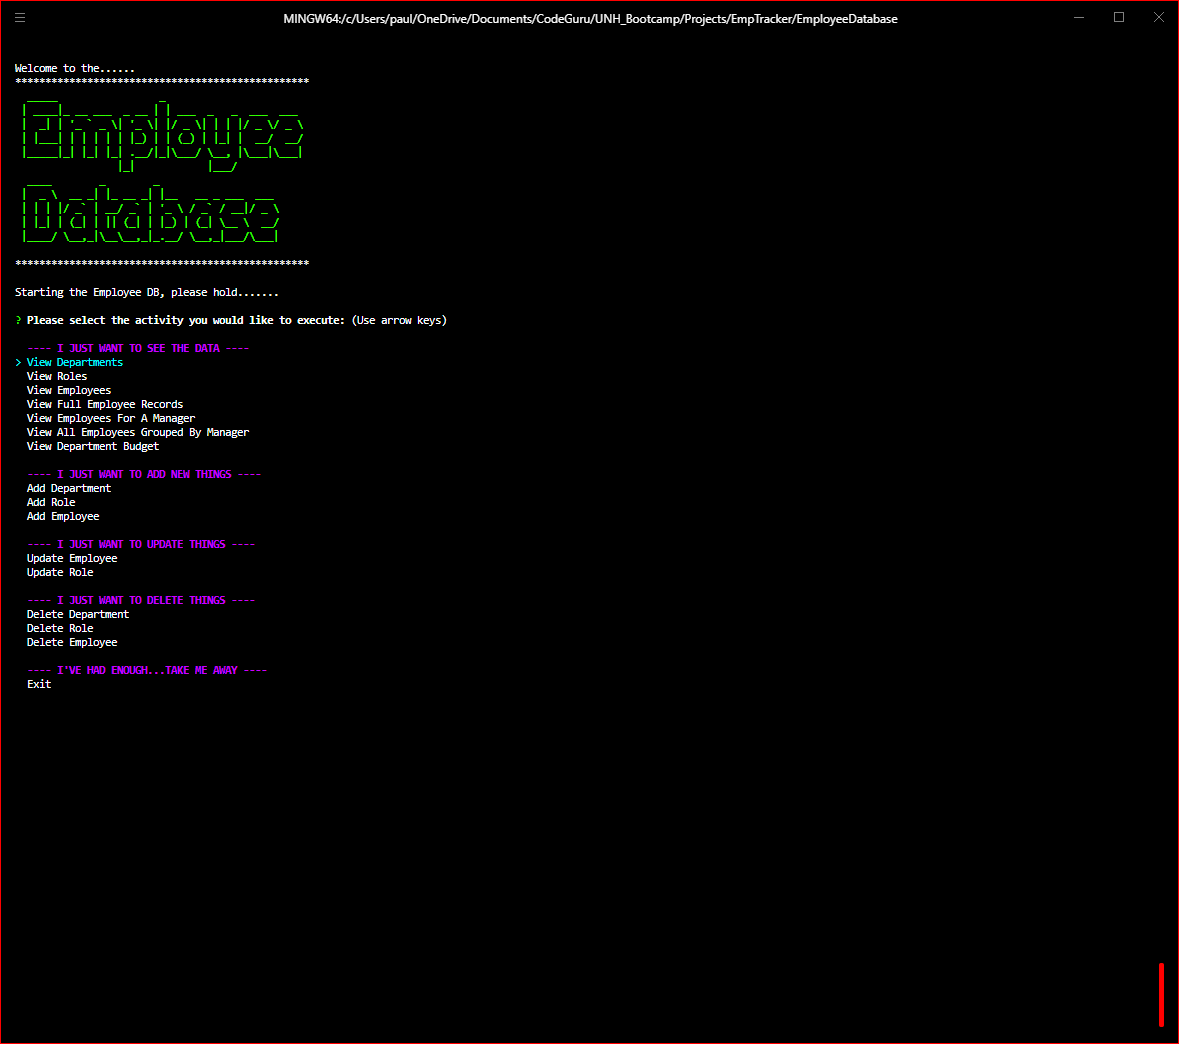 MINGW64:/c/Users/paul/OneDrive/Documents/CodeGuru/UNH_Bootcamp/Projects/EmpTracker/EmployeeDatabase
Welcome to the......
*************************************************
Employee
Database
*************************************************
Starting the Employee DB, please hold.......
? Please select the activity you would like to execute: (Use arrow keys)
---- I JUST WANT TO SEE THE DATA ----
> View Departments
View Roles
View Employees
View Full Employee Records
View Employees For A Manager
View All Employees Grouped By Manager
View Department Budget
---- I JUST WANT TO ADD NEW THINGS ----
Add Department
Add Role
Add Employee
---- I JUST WANT TO UPDATE THINGS ----
Update Employee
Update Role
---- I JUST WANT TO DELETE THINGS ----
Delete Department
Delete Role
Delete Employee
---- I'VE HAD ENOUGH...TAKE ME AWAY ----
Exit